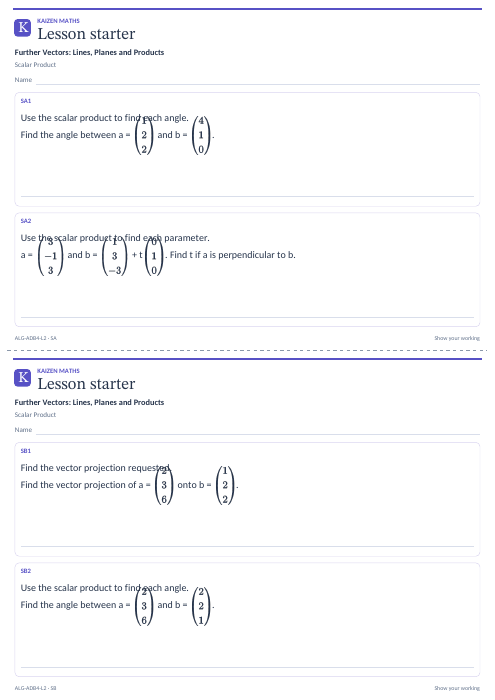 K
KAIZEN MATHS
Lesson starter
Further Vectors: Lines, Planes and Products
Scalar Product
Name
SA1
Use the scalar product to find each angle.
Find the angle between a = (1 2 2) and b = (4 1 0).
SA2
Use the scalar product to find each parameter.
a = (3 −1 3) and b = (1 3 −3) + t (0 1 0). Find t if a is perpendicular to b.
ALG-ADB4-L2 - SA
Show your working
K
KAIZEN MATHS
Lesson starter
Further Vectors: Lines, Planes and Products
Scalar Product
Name
SB1
Find the vector projection requested.
Find the vector projection of a = (2 3 6) onto b = (1 2 2).
SB2
Use the scalar product to find each angle.
Find the angle between a = (2 3 6) and b = (2 2 1).
ALG-ADB4-L2 - SB
Show your working